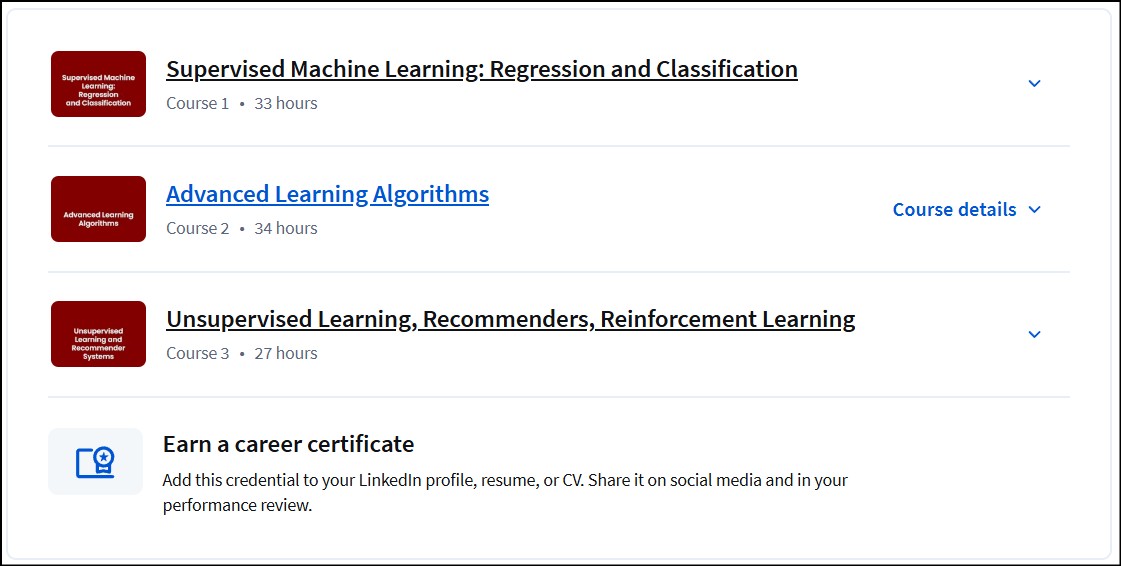 Supervised Machine
Learning:
Regression
and Classification
Supervised Machine Learning: Regression and Classification
Course 1 • 33 hours
Advanced Learning
Algorithms
Advanced Learning Algorithms
Course 2 • 34 hours
Course details
Unsupervised
Learning and
Recommender
Systems
Unsupervised Learning, Recommenders, Reinforcement Learning
Course 3 • 27 hours
Earn a career certificate
Add this credential to your LinkedIn profile, resume, or CV. Share it on social media and in your
performance review.